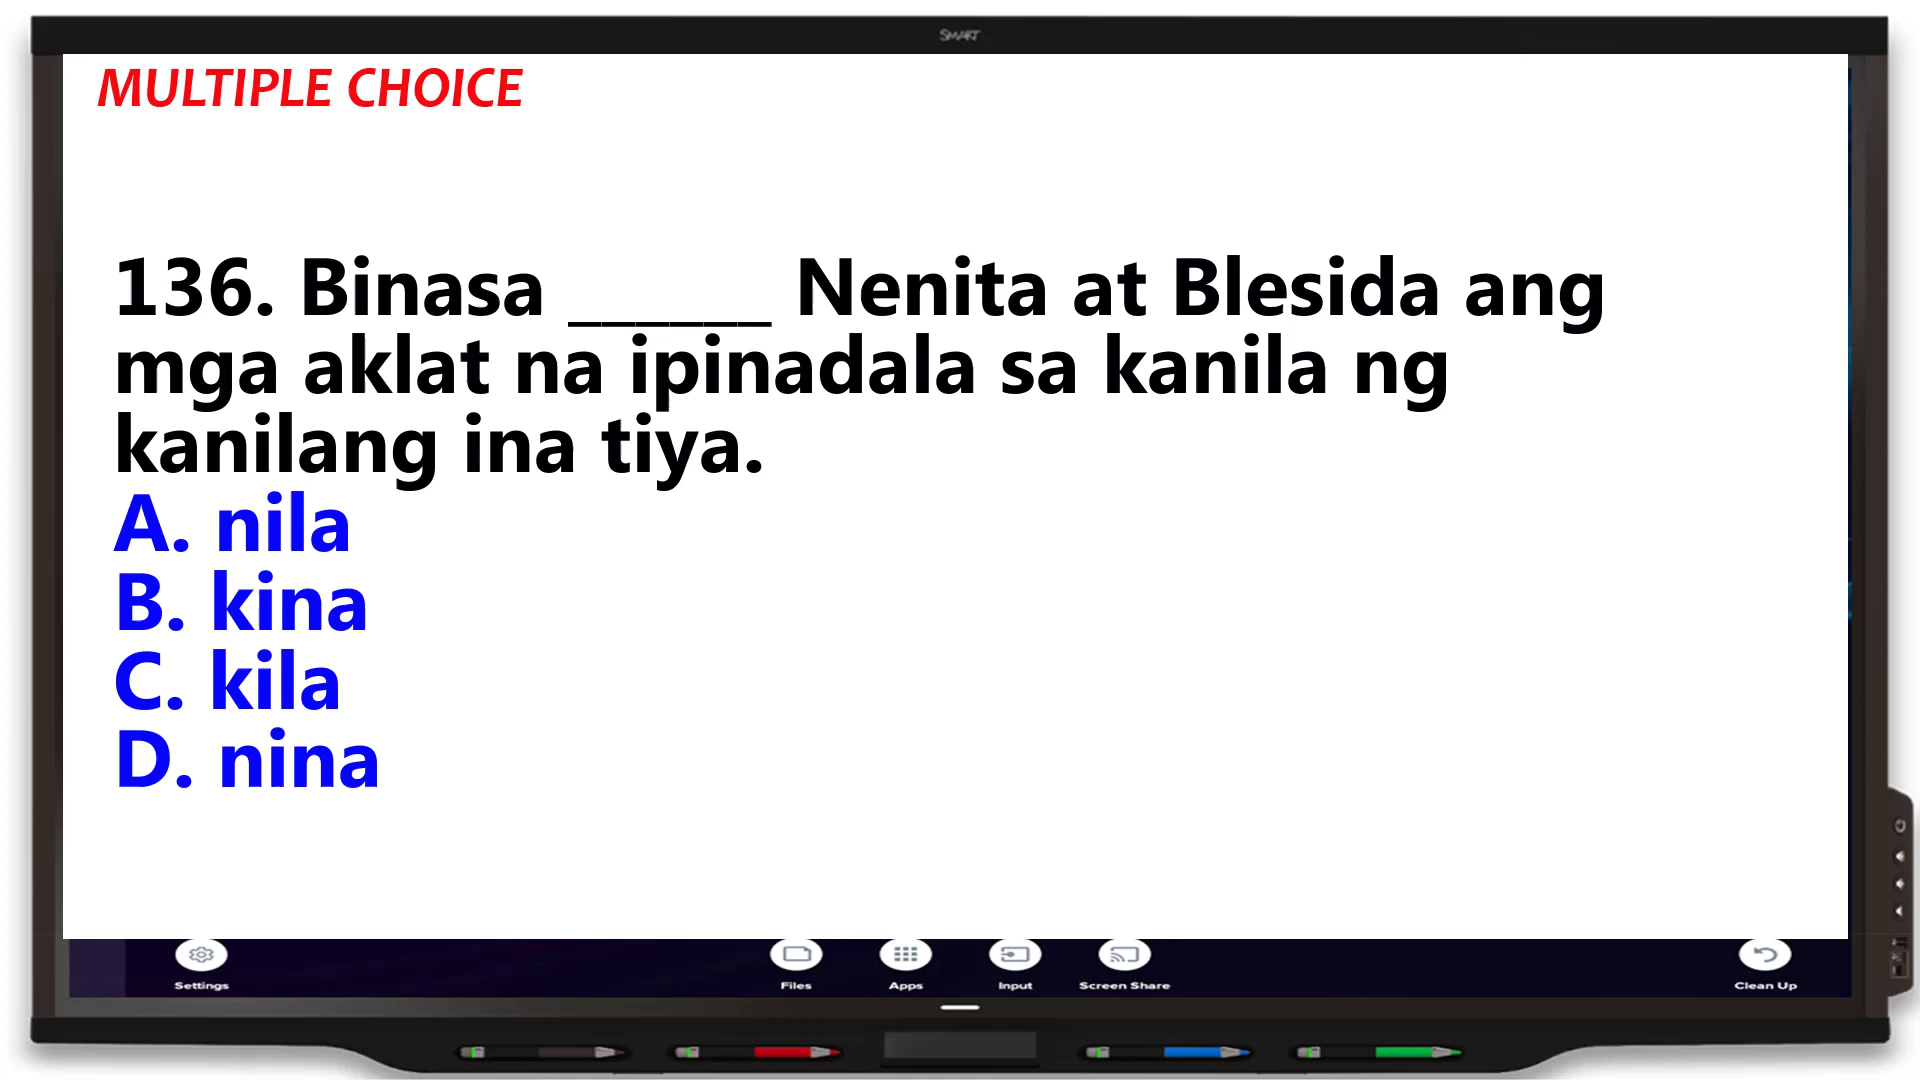 SMART
MULTIPLE CHOICE
136. Binasa ______ Nenita at Blesida ang
mga aklat na ipinadala sa kanila ng
kanilang ina tiya.
A. nila
B. kina
C. kila
D. nina
Settings
Files
Apps
Input
Screen Share
Clean Up